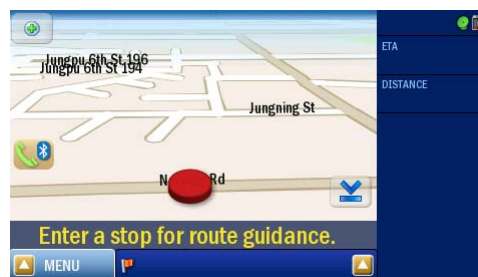 ETA
Jungpu 6th St 196
Jungpu 6th St 194
DISTANCE
Jungning St
N Rd
Enter a stop for route guidance.
MENU